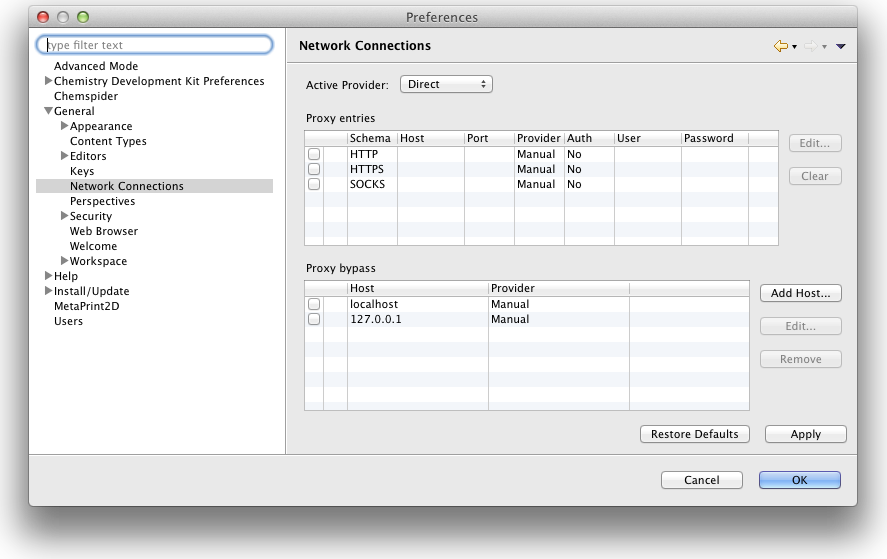 Preferences
type filter text
Advanced Mode
Chemistry Development Kit Preferences
Chemspider
General
Appearance
Content Types
Editors
Keys
Network Connections
Perspectives
Security
Web Browser
Welcome
Workspace
Help
Install/Update
MetaPrint2D
Users
Network Connections
Active Provider: Direct
Proxy entries
Schema Host Port Provider Auth User Password
HTTP Manual No
HTTPS Manual No
SOCKS Manual No
Edit...
Clear
Proxy bypass
Host Provider
localhost Manual
127.0.0.1 Manual
Add Host...
Edit...
Remove
Restore Defaults Apply
Cancel OK